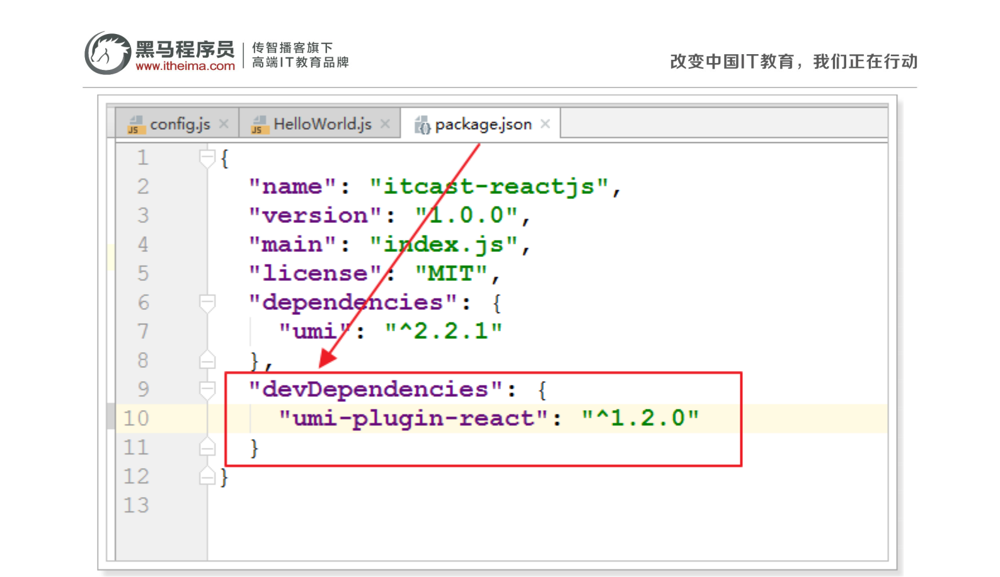 黑马程序员
www.itheima.com
传智播客旗下
高端IT教育品牌
改变中国IT教育，我们正在行动
config.js HelloWorld.js package.json
1 {
2 "name": "itcast-reactjs",
3 "version": "1.0.0",
4 "main": "index.js",
5 "license": "MIT",
6 "dependencies": {
7 "umi": "^2.2.1"
8 },
9 "devDependencies": {
10 "umi-plugin-react": "^1.2.0"
11 }
12 }
13